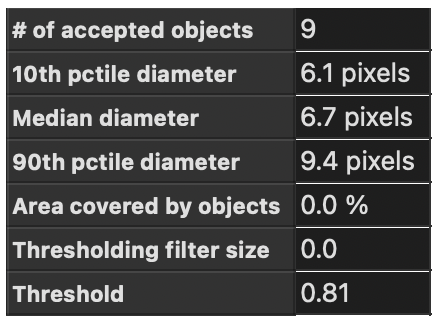 # of accepted objects 9
10th pctile diameter 6.1 pixels
Median diameter 6.7 pixels
90th pctile diameter 9.4 pixels
Area covered by objects 0.0 %
Thresholding filter size 0.0
Threshold 0.81